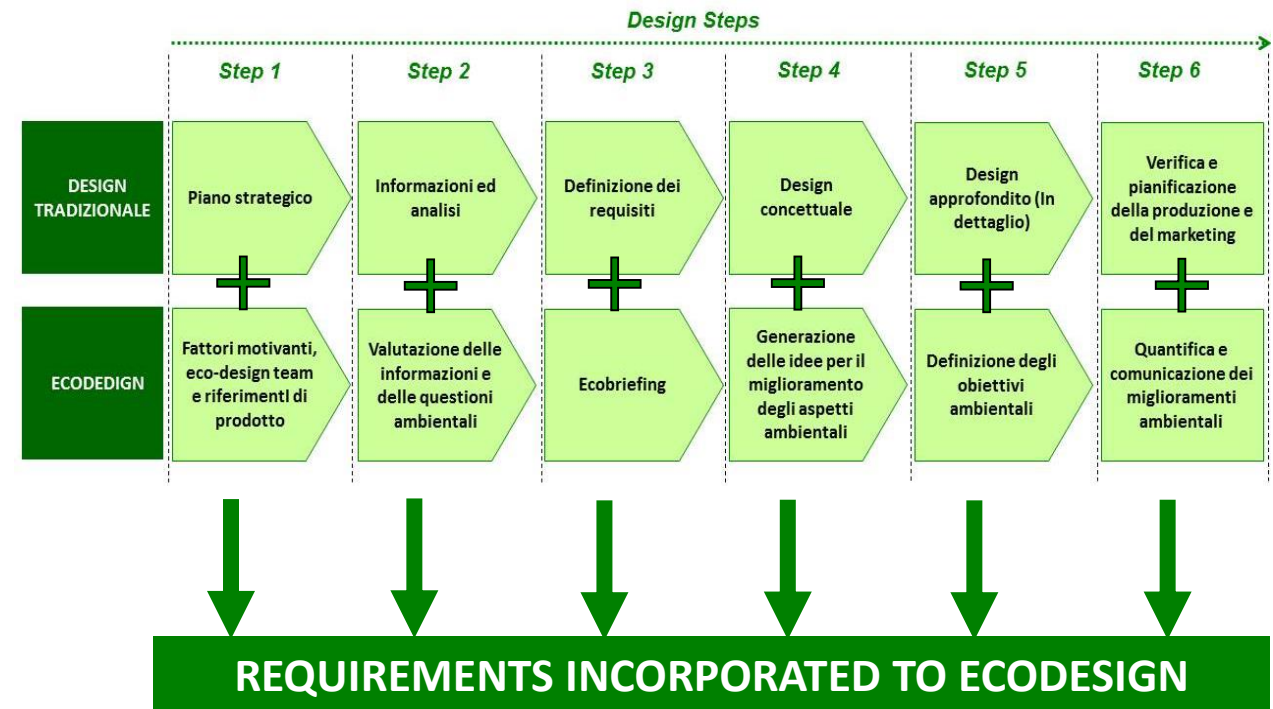 Design Steps
Step 1
Step 2
Step 3
Step 4
Step 5
Step 6
DESIGN
TRADIZIONALE
Piano strategico
Informazioni ed
analisi
Definizione dei
requisiti
Design
concettuale
Design
approfondito (In
dettaglio)
Verifica e
pianificazione
della produzione e
del marketing
ECODEDIGN
Fattori motivanti,
eco-design team
e riferimentI di
prodotto
Valutazione delle
informazioni e
delle questioni
ambientali
Ecobriefing
Generazione
delle idee per il
miglioramento
degli aspetti
ambientali
Definizione degli
obiettivi
ambientali
Quantifica e
comunicazione dei
miglioramenti
ambientali
REQUIREMENTS INCORPORATED TO ECODESIGN